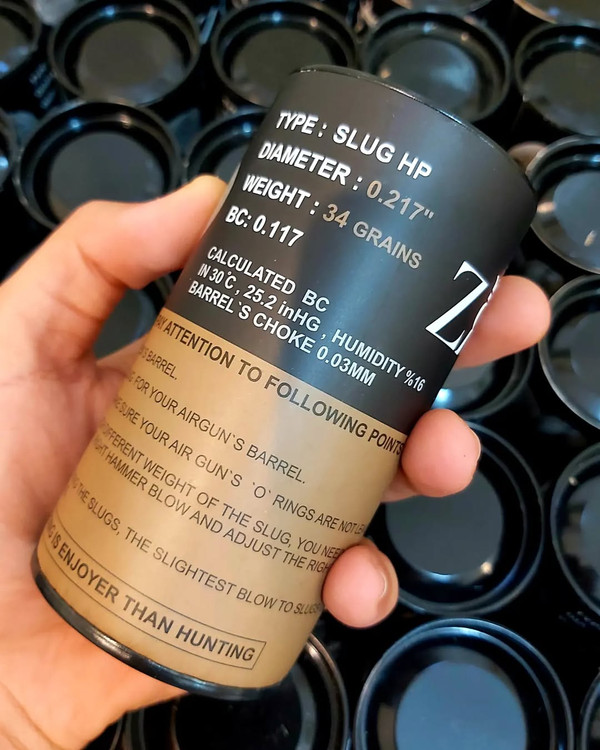 TYPE : SLUG HP
DIAMETER : 0.217"
WEIGHT : 34 GRAINS
BC: 0.117
CALCULATED BC
IN 30°C, 25.2 inHG , HUMIDITY %16
BARREL`S CHOKE 0.03MM
ATTENTION TO FOLLOWING POINTS
BARREL.
FOR YOUR AIRGUN`S BARREL.
SURE YOUR AIR GUN`S `O` RINGS ARE NOT
DIFFERENT WEIGHT OF THE SLUG, YOU
HAMMER BLOW AND ADJUST THE
THE SLUGS, THE SLIGHTEST BLOW TO
IS ENJOYER THAN HUNTING